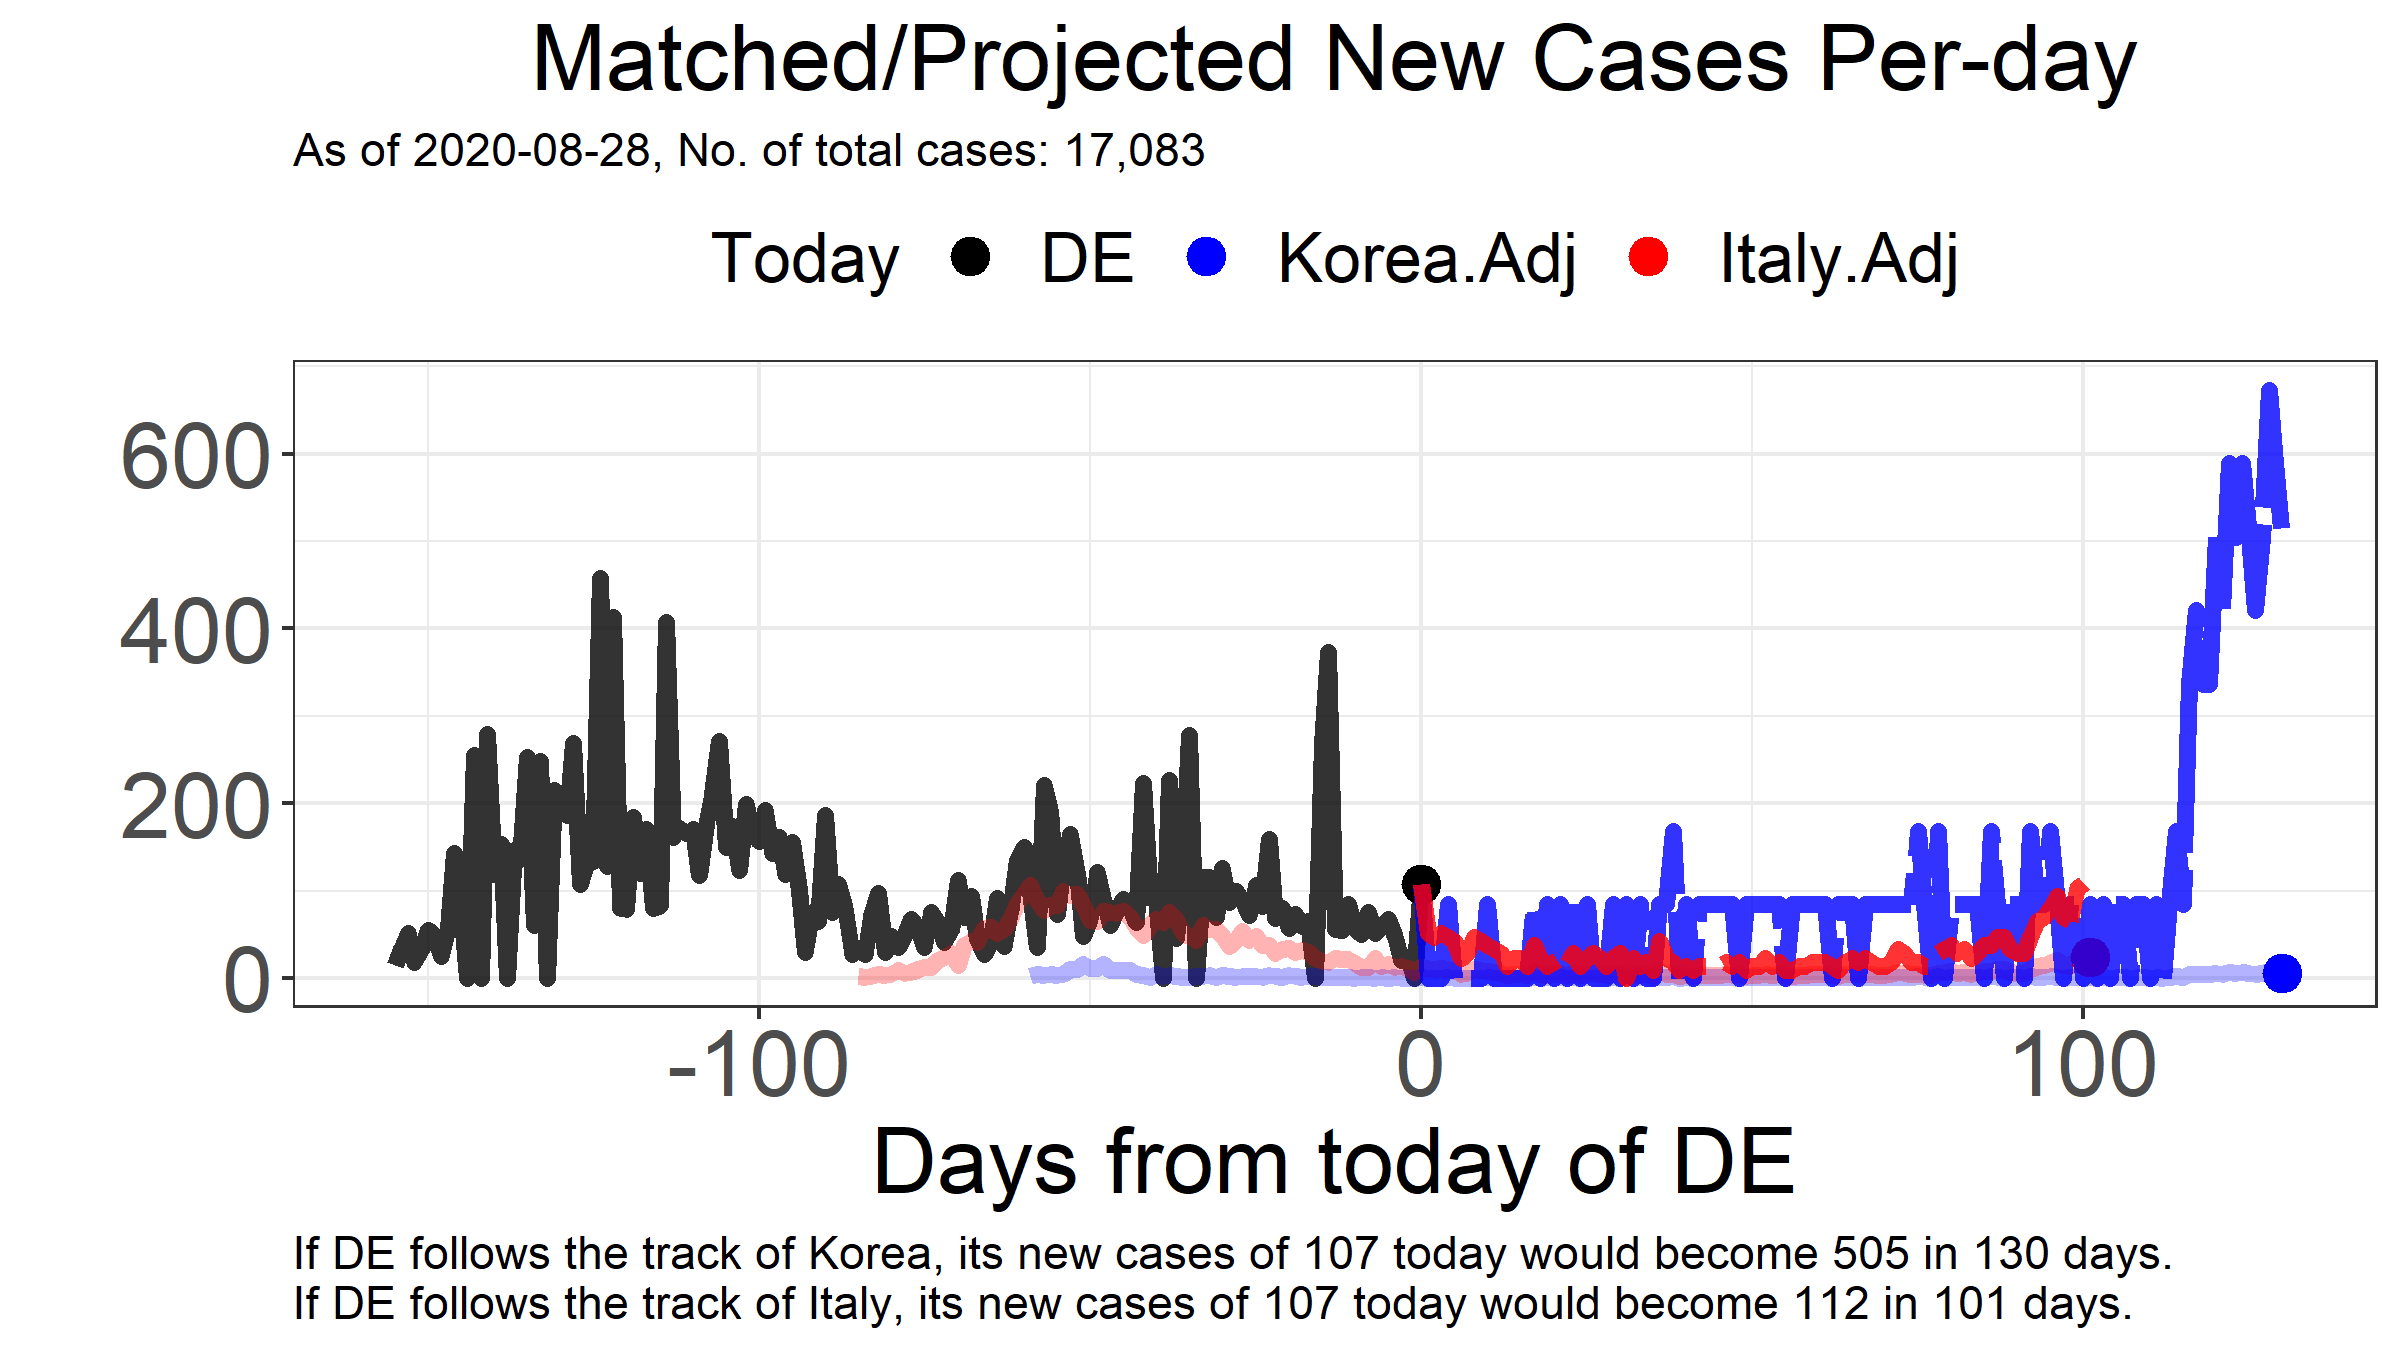 Matched/Projected New Cases Per-day
As of 2020-08-28, No. of total cases: 17,083
Today DE Korea.Adj Italy.Adj
600
400
200
0
-100 0 100
Days from today of DE
If DE follows the track of Korea, its new cases of 107 today would become 505 in 130 days.
If DE follows the track of Italy, its new cases of 107 today would become 112 in 101 days.